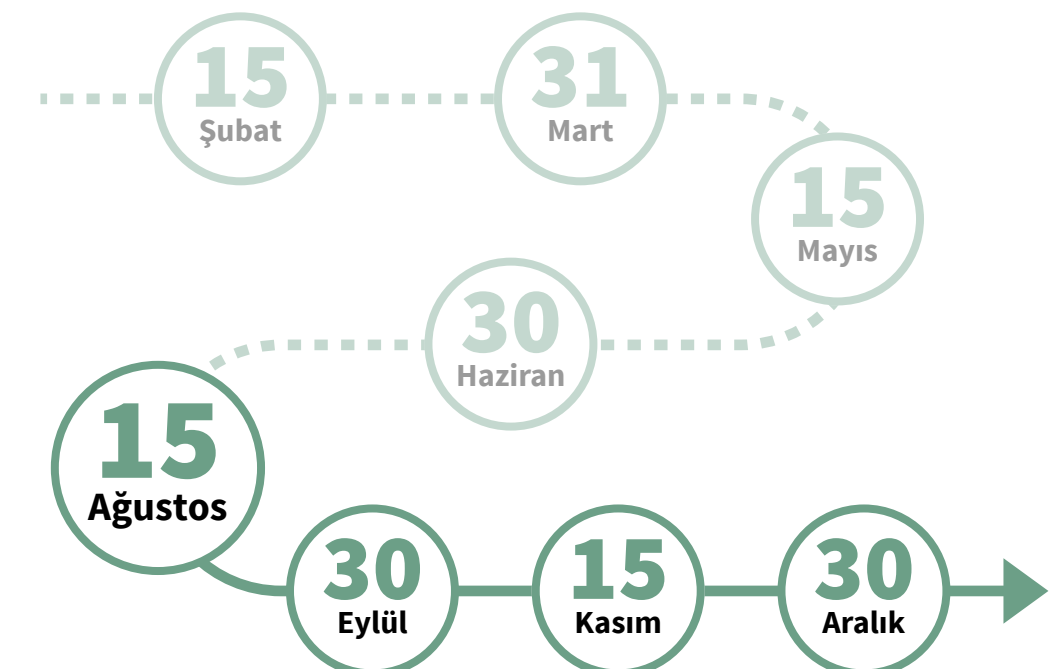 15
Şubat
31
Mart
15
Mayıs
30
Haziran
15
Ağustos
30
Eylül
15
Kasım
30
Aralık